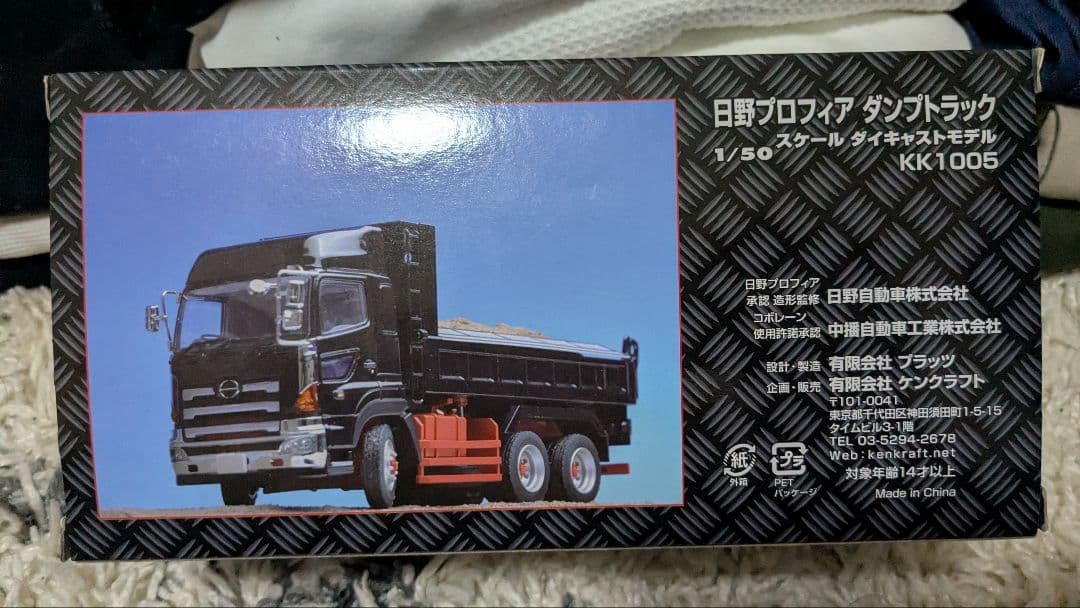 日野プロフィア ダンプトラック
1/50 スケール ダイキャストモデル
KK1005
日野プロフィア
承認 造形監修 日野自動車株式会社
コボレーン
使用許諾承認 中播自動車工業株式会社
設計・製造 有限会社 プラッツ
企画・販売 有限会社 ケンクラフト
〒101-0041
東京都千代田区神田須田町1-5-15
タイムビル3-1階
TEL 03-5294-2678
Web:kenkraft.net
対象年齢14才以上
Made in China
紙
外箱
プラ
PET
パッケージ